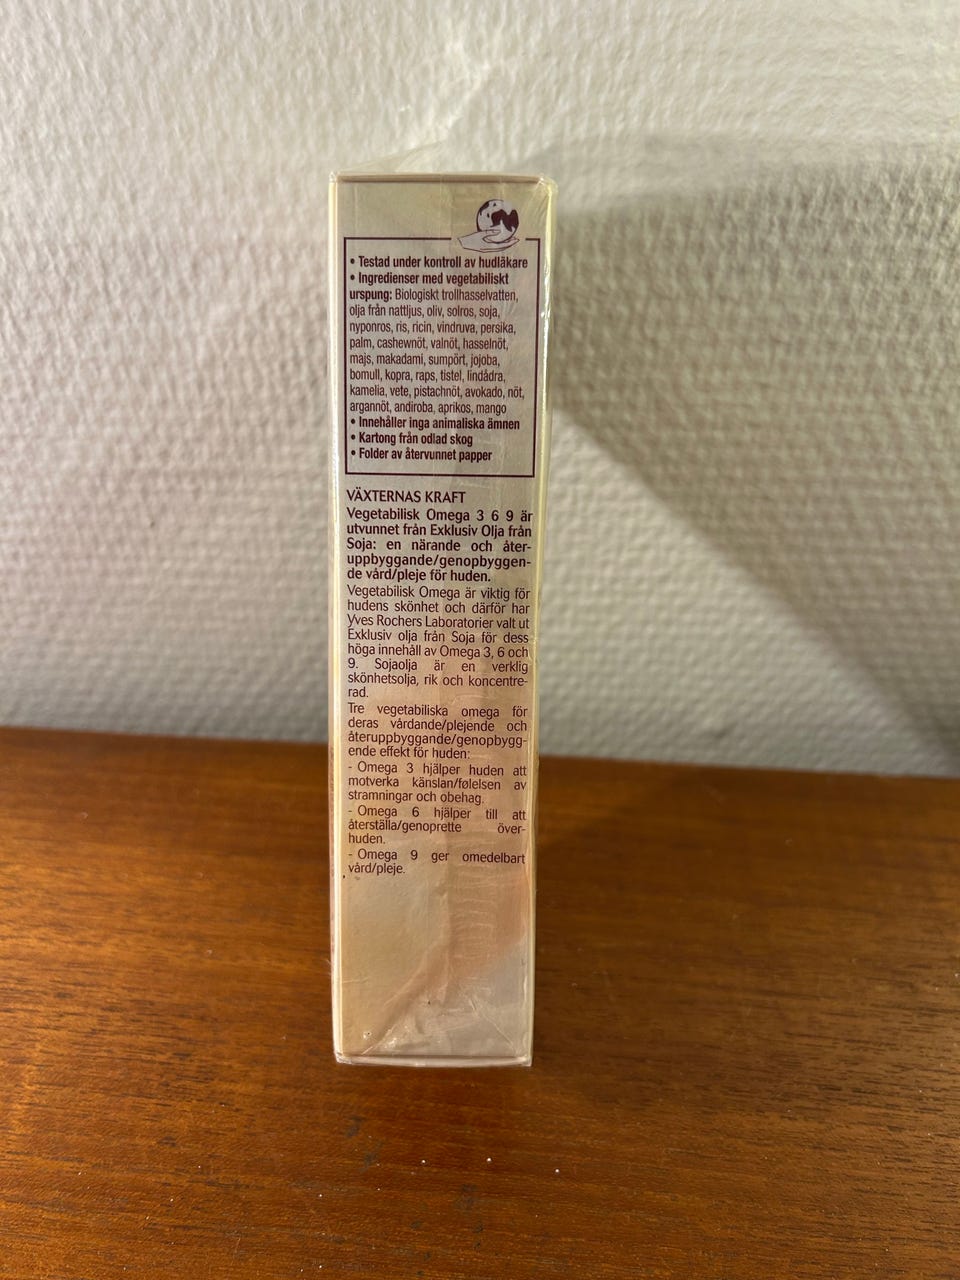 • Testad under kontroll av hudläkare
• Ingredienser med vegetabiliskt
urspung: Biologiskt trollhasselvatten,
olja från nattljus, oliv, solros, soja,
nyponros, ris, ricin, vindruva, persika,
palm, cashewnöt, valnöt, hasselnöt,
majs, makadami, sumpört, jojoba,
bomull, kopra, raps, tistel, lindådra,
kamelia, vete, pistachnöt, avokado, nöt,
argannöt, andiroba, aprikos, mango
• Innehåller inga animaliska ämnen
• Kartong från odlad skog
• Folder av återvunnet papper
VÄXTERNAS KRAFT
Vegetabilisk Omega 3 6 9 är
utvunnet från Exklusiv Olja från
Soja: en närande och åter-
uppbyggande/genopbyggen-
de vård/pleje för huden.
Vegetabilisk Omega är viktig för
hudens skönhet och därför har
Yves Rochers Laboratorier valt ut
Exklusiv olja från Soja för dess
höga innehåll av Omega 3, 6 och
9. Sojaolja är en verklig
skönhetsolja, rik och koncentre-
rad.
Tre vegetabiliska omega för
deras vårdande/plejende och
återuppbyggande/genopbygg-
ende effekt för huden:
- Omega 3 hjälper huden att
motverka känslan/følelsen av
stramningar och obehag.
- Omega 6 hjälper till att
återställa/genoprette över-
huden.
- Omega 9 ger omedelbart
vård/pleje.